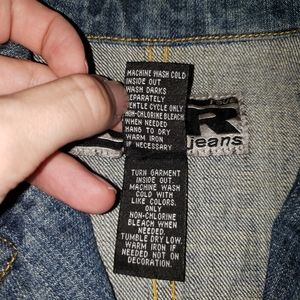 MACHINE WASH COLD
INSIDE OUT
WASH DARKS
SEPARATELY
GENTLE CYCLE ONLY
NON-CHLORIKE BLEACH
WHEN NEEDED
HANG TO DRY
WARM IRON
IF NECESSARY
R
jeans
TURN GARMENT
INSIDE OUT.
MACHINE WASH
COLD WITH
LIKE COLORS.
ONLY
NON-CHLORINE
BLEACH WHEN
NEEDED.
TUMBLE DRY LOW.
WARM IRON IF
NEEDED NOT ON
DECORATION.